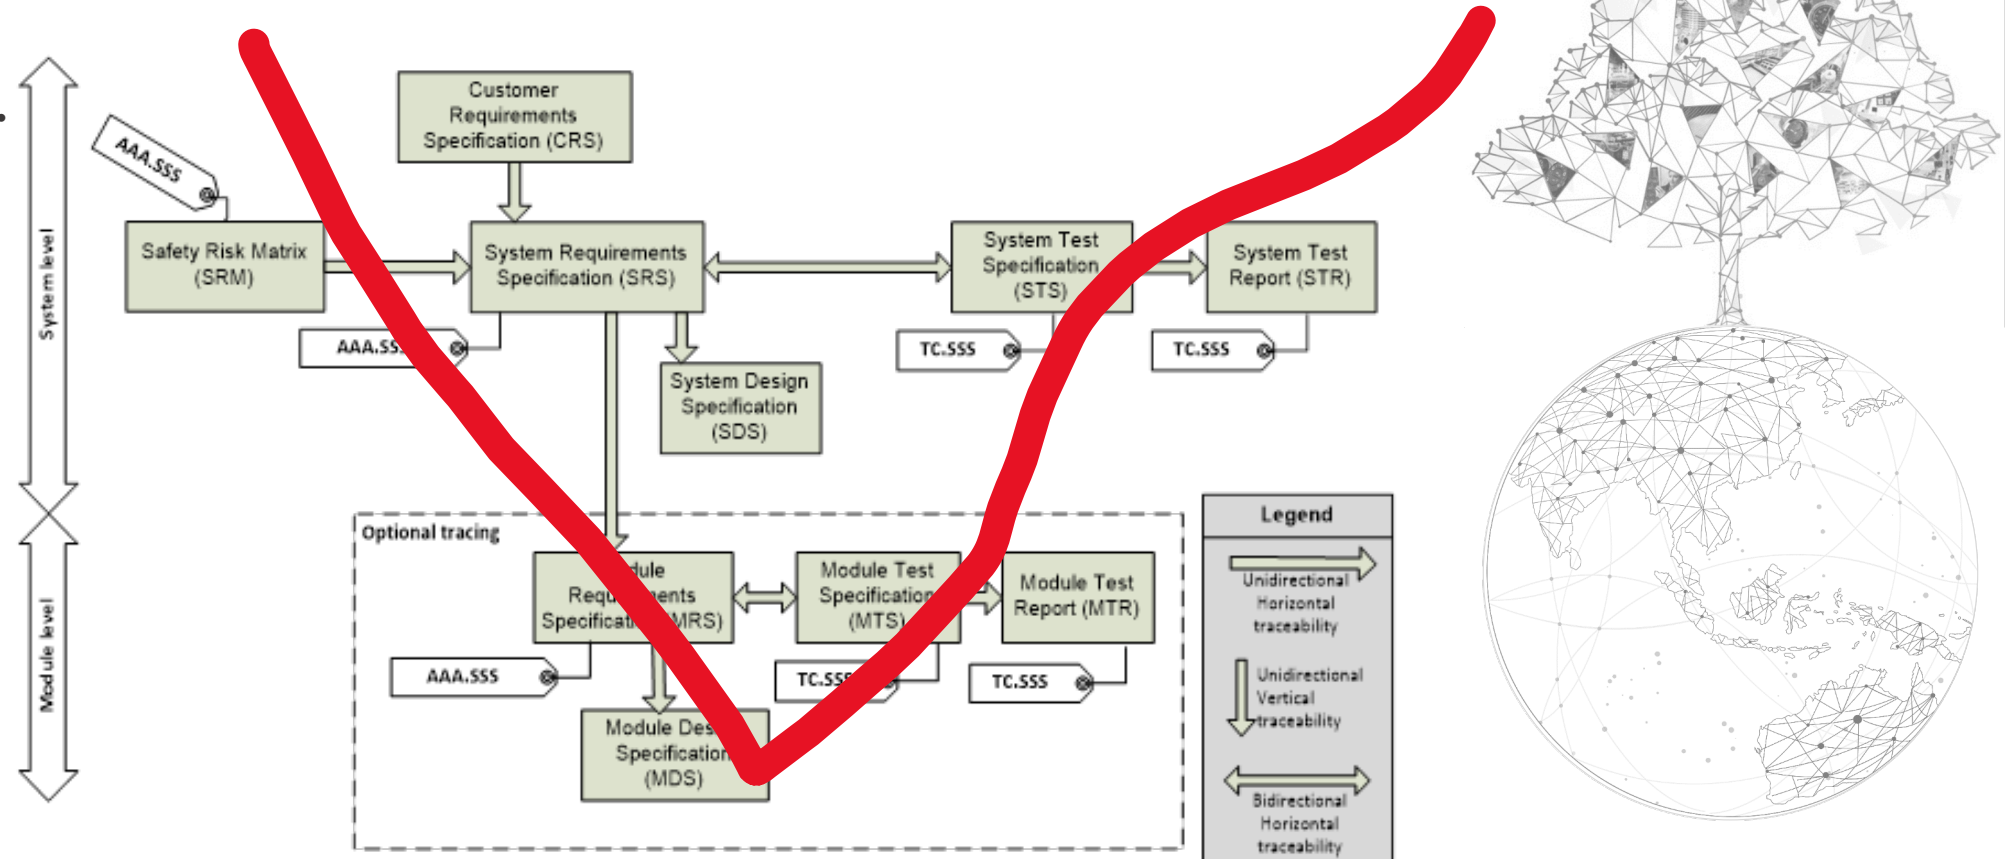 System level
Module level
AAA.SSS
Customer
Requirements
Specification (CRS)
Safety Risk Matrix
(SRM)
System Requirements
Specification (SRS)
System Test
Specification
(STS)
System Test
Report (STR)
AAA.SS
TC.SSS
TC.SSS
System Design
Specification
(SDS)
Optional tracing
dule
Requ ments
Specificat MRS)
Module Test
Specification
(MTS)
Module Test
Report (MTR)
AAA.SSS
TC.SSS
TC.SSS
Module Des
Specification
(MDS)
Legend
Unidirectional
Horizontal
traceability
Unidirectional
Vertical
traceability
Bidirectional
Horizontal
traceability